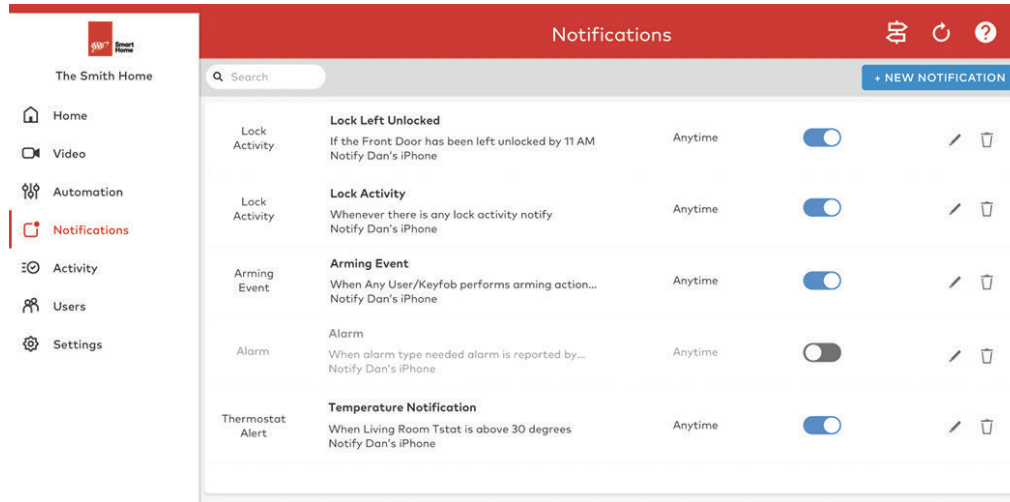 Notifications
AAA Smart
Home
The Smith Home
Search
+ NEW NOTIFICATION
Home
Video
Automation
Notifications
Activity
Users
Settings
Lock
Activity
Lock Left Unlocked
If the Front Door has been left unlocked by 11 AM
Notify Dan's iPhone
Anytime
Lock
Activity
Lock Activity
Whenever there is any lock activity notify
Notify Dan's iPhone
Anytime
Arming
Event
Arming Event
When Any User/Keyfob performs arming action...
Notify Dan's iPhone
Anytime
Alarm
Alarm
When alarm type needed alarm is reported by...
Notify Dan's iPhone
Anytime
Thermostat
Alert
Temperature Notification
When Living Room Tstat is above 30 degrees
Notify Dan's iPhone
Anytime